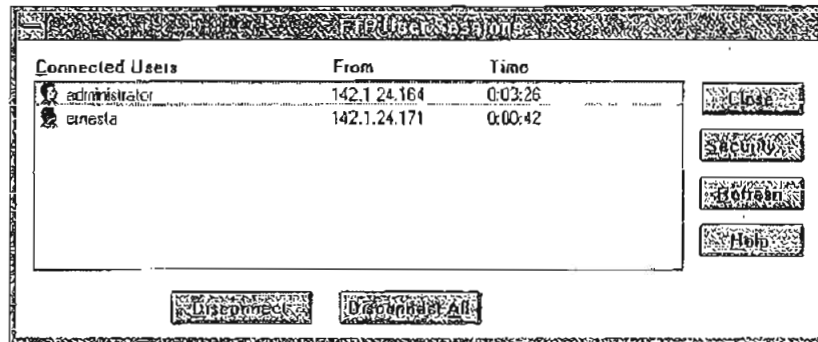 FTP User Sessions
Connected Users From Time
administrator 142.1.24.164 0:03:26
ernesta 142.1.24.171 0:00:42
Close
Security...
Refresh
Help
Disconnect Disconnect All